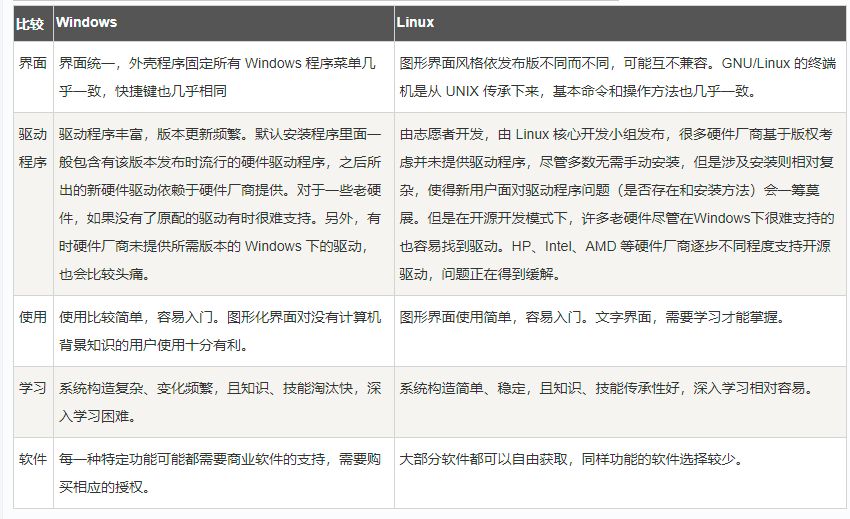 比较 Windows Linux
界面
界面统一，外壳程序固定所有 Windows 程序菜单几
乎一致，快捷键也几乎相同
图形界面风格依发布版不同而不同，可能互不兼容。GNU/Linux 的终端
机是从 UNIX 传承下来，基本命令和操作方法也几乎一致。
驱动
程序
驱动程序丰富，版本更新频繁。默认安装程序里面一
般包含有该版本发布时流行的硬件驱动程序，之后所
出的新硬件驱动依赖于硬件厂商提供。对于一些老硬
件，如果没有了原配的驱动有时很难支持。另外，有
时硬件厂商未提供所需版本的 Windows 下的驱动，
也会比较头痛。
由志愿者开发，由 Linux 核心开发小组发布，很多硬件厂商基于版权考
虑并未提供驱动程序，尽管多数无需手动安装，但是涉及安装则相对复
杂，使得新用户面对驱动程序问题（是否存在和安装方法）会一筹莫
展。但是在开源开发模式下，许多老硬件尽管在Windows下很难支持的
也容易找到驱动。HP、Intel、AMD 等硬件厂商逐步不同程度支持开源
驱动，问题正在得到缓解。
使用
使用比较简单，容易入门。图形化界面对没有计算机
背景知识的用户使用十分有利。
图形界面使用简单，容易入门。文字界面，需要学习才能掌握。
学习
系统构造复杂、变化频繁，且知识、技能淘汰快，深
入学习困难。
系统构造简单、稳定，且知识、技能传承性好，深入学习相对容易。
软件
每一种特定功能可能都需要商业软件的支持，需要购
买相应的授权。
大部分软件都可以自由获取，同样功能的软件选择较少。